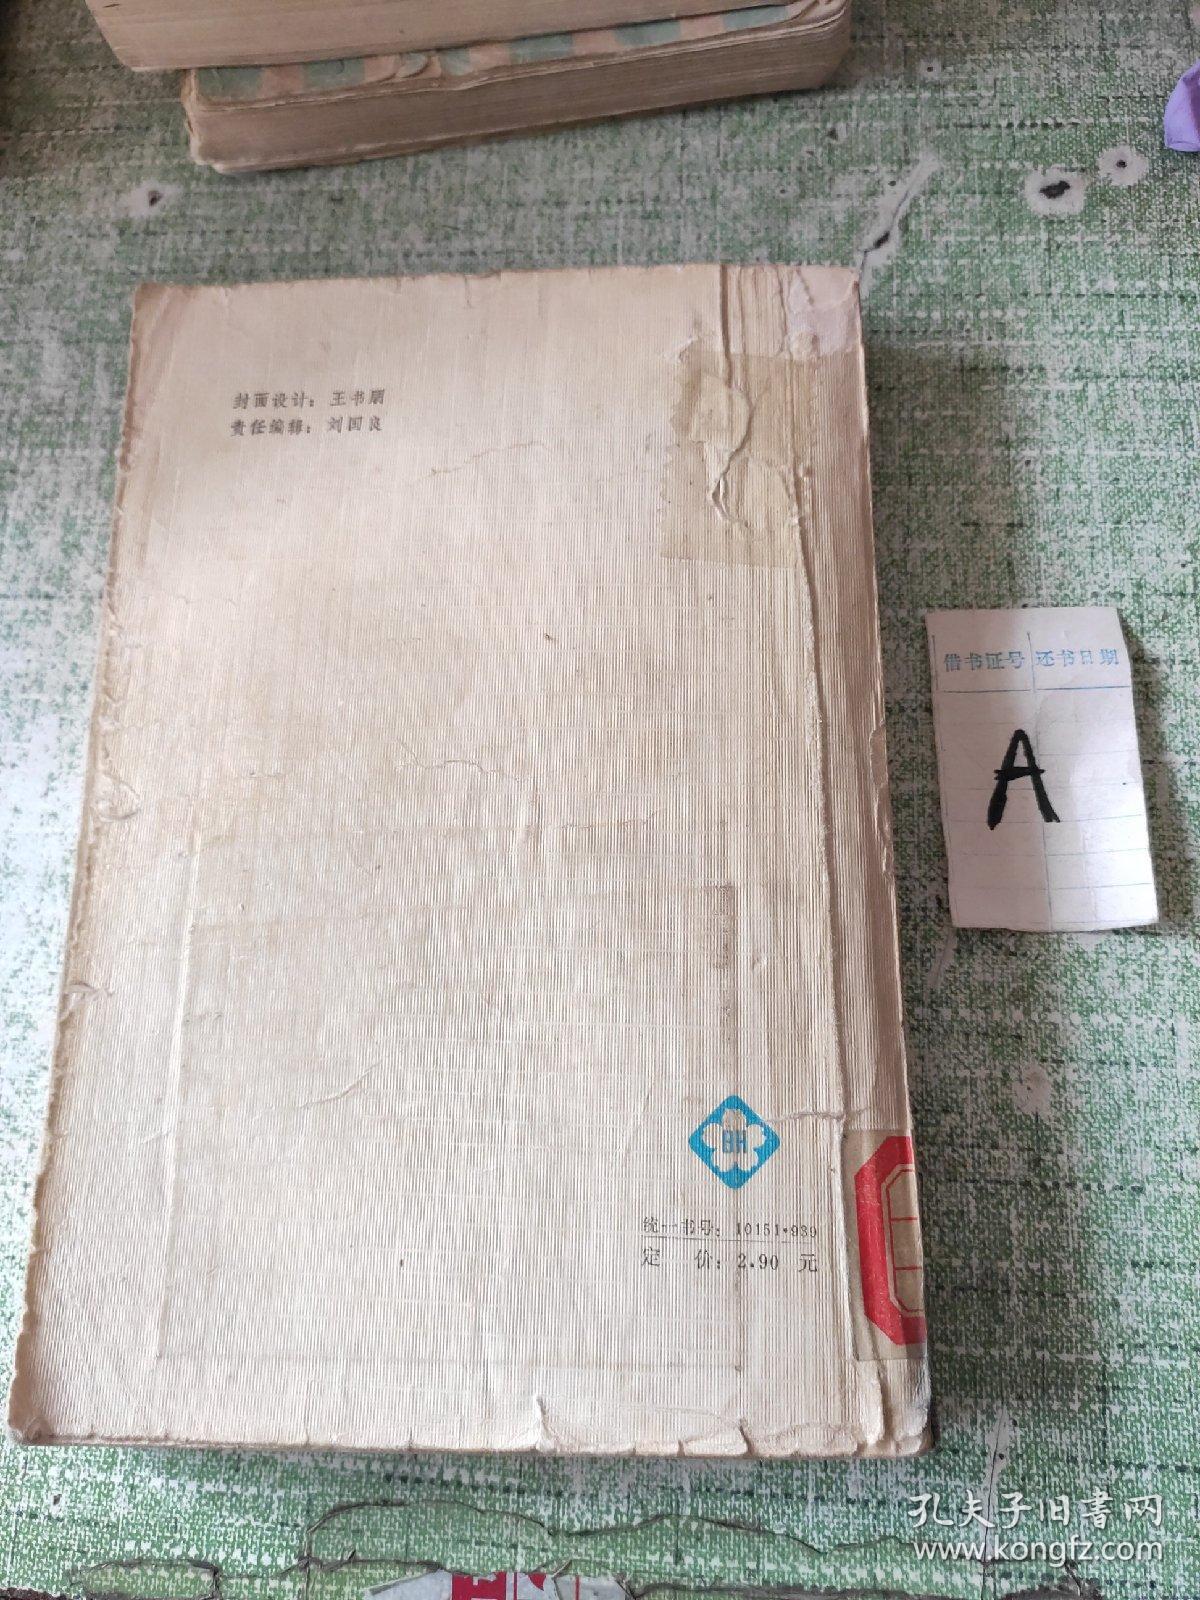 封面设计：王书朋
责任编辑：刘国良
借书证号 还书日期
A
BH
统一书号：10151·939
定 价：2.90 元
孔夫子旧書网
www.kongfz.com